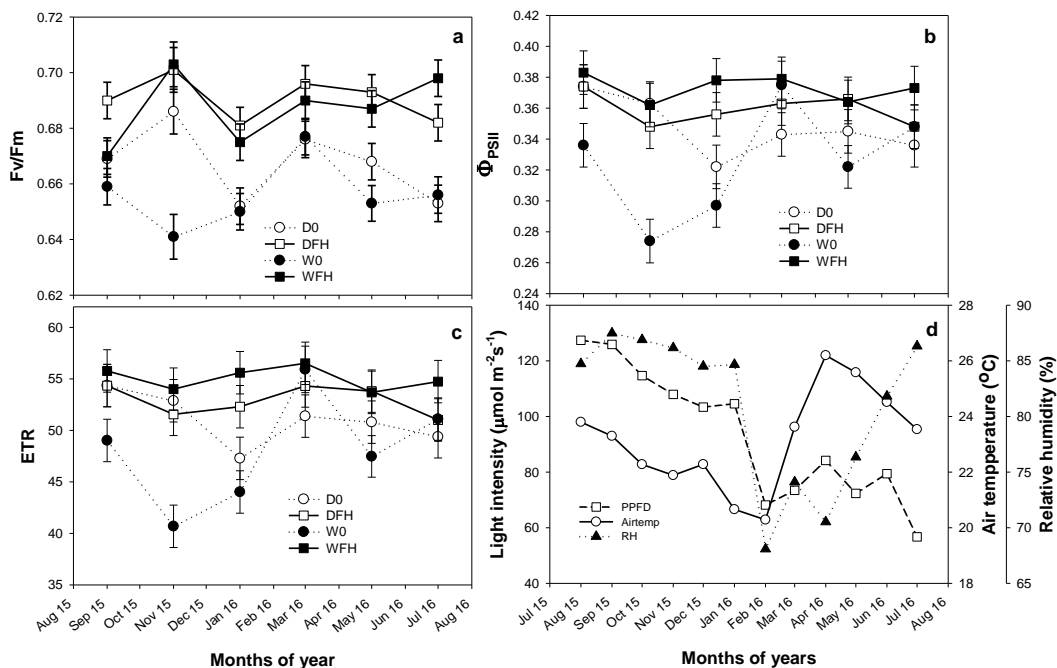 a
0.72
0.70
0.68
0.66
0.64
0.62
Fv/Fm
D0
DFH
W0
WFH
b
0.42
0.40
0.38
0.36
0.34
0.32
0.30
0.28
0.26
0.24
ΦPSII
D0
DFH
W0
WFH
c
60
55
50
45
40
35
ETR
D0
DFH
W0
WFH
Aug 15
Sep 15
Oct 15
Nov 15
Dec 15
Jan 16
Feb 16
Mar 16
Apr 16
May 16
Jun 16
Jul 16
Aug 16
Months of year
d
140
120
100
80
60
40
Light intensity (µmol m⁻²s⁻¹)
PPFD
Airtemp
RH
28
26
24
22
20
18
Air tempperature (ºC)
90
85
80
75
70
65
Relative humidity (%)
Jul 15
Aug 15
Sep 15
Oct 15
Nov 15
Dec 15
Jan 16
Feb 16
Mar 16
Apr 16
May 16
Jun 16
Jul 16
Aug 16
Months of years